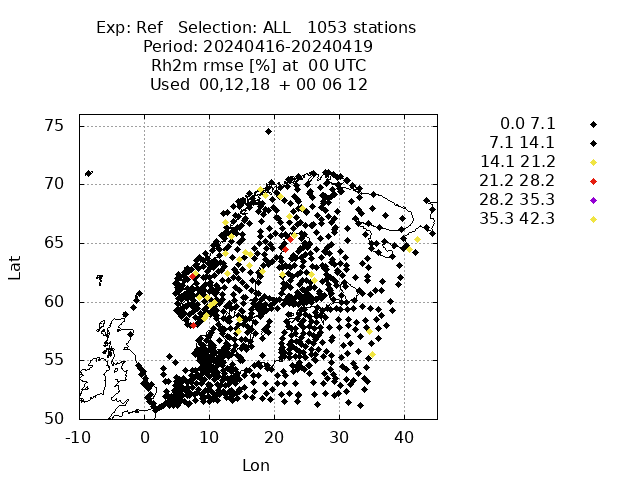 Exp: Ref   Selection: ALL   1053 stations
Period: 20240416-20240419
Rh2m rmse [%] at  00 UTC
Used  00,12,18  + 00 06 12
0.0 7.1
7.1 14.1
14.1 21.2
21.2 28.2
28.2 35.3
35.3 42.3
75
70
65
60
55
50
Lat
-10 0 10 20 30 40
Lon